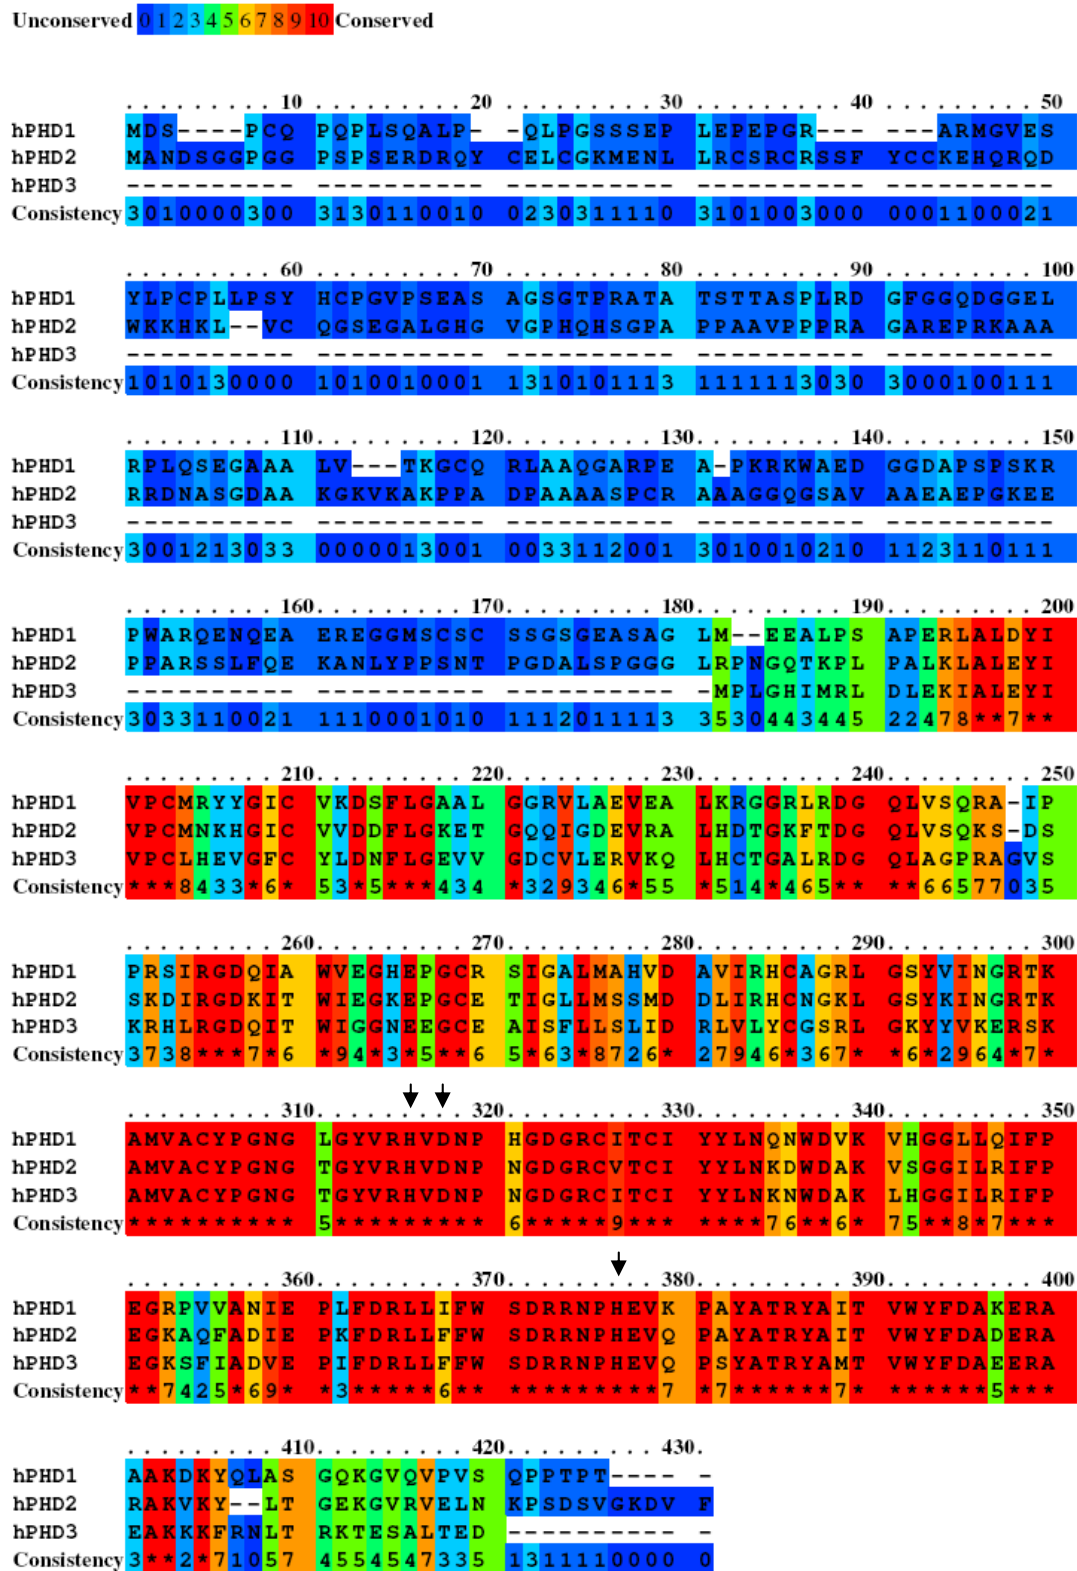 Unconserved 0 1 2 3 4 5 6 7 8 9 10 Conserved
. . . . . . . . . 10 . . . . . . . . . 20 . . . . . . . . . 30 . . . . . . . . . 40 . . . . . . . . . 50
hPHD1 MDS----PCQ PQPLSQALP- -QLPGSSSEP LEPEPGR--- ---ARMGVES
hPHD2 MANDSGGPGG PSPSERDRQY CELCGKMENL LRCSRCRSSF YCCKEHQRQD
hPHD3 ---------- ---------- ---------- ---------- ----------
Consistency 3010000300 3130110010 0230311110 3101003000 0001100021
. . . . . . . . . 60 . . . . . . . . . 70 . . . . . . . . . 80 . . . . . . . . . 90 . . . . . . . . . 100
hPHD1 YLPCPLLPSY HCPGVPSEAS AGSGTPRATA TSTTASPLRD GFGGQDGGEL
hPHD2 WKKHKL--VC QGSEGALGHG VGPHQHSGPA PPAAVPPPRA GAREPRKAAA
hPHD3 ---------- ---------- ---------- ---------- ----------
Consistency 1010130000 1010010001 1310101113 1111113030 3000100111
. . . . . . . . . 110 . . . . . . . . . 120 . . . . . . . . . 130 . . . . . . . . . 140 . . . . . . . . . 150
hPHD1 RPLQSEGAAA LV---TKGCQ RLAAQGARPE A-PKRKWAED GGDAPSPSKR
hPHD2 RRDNASGDAA KGKVKAKPPA DPAAAASPCR AAAGGQGSAV AAEAEPGKEE
hPHD3 ---------- ---------- ---------- ---------- ----------
Consistency 3001213033 0000013001 0033112001 3010010210 1123110111
. . . . . . . . . 160 . . . . . . . . . 170 . . . . . . . . . 180 . . . . . . . . . 190 . . . . . . . . . 200
hPHD1 PWARQENQEA EREGGMSCSC SSGSGEASAG LM--EEALPS APERLALDYI
hPHD2 PPARSSLFQE KANLYPPSNT PGDALSPGGG LRPNGQTKPL PALKLALEYI
hPHD3 ---------- ---------- ---------- -MPLGHIMRL DLEKIALEYI
Consistency 3033110021 1110001010 1112011113 3530443445 22478**7**
. . . . . . . . . 210 . . . . . . . . . 220 . . . . . . . . . 230 . . . . . . . . . 240 . . . . . . . . . 250
hPHD1 VPCMRYYGIC VKDSFLGAAL GGRVLAEVEA LKRGGRLRDG QLVSQRA-IP
hPHD2 VPCMNKHGIC VVDDFLGKET GQQIGDEVRA LHDTGKFTDG QLVSQKS-DS
hPHD3 VPCLHEVGFC YLDNFLGEVV GDCVLERVKQ LHCTGALRDG QLAGPRAGVS
Consistency ***8433*6* 53*5***434 *329346*55 *514*465** **66577035
. . . . . . . . . 260 . . . . . . . . . 270 . . . . . . . . . 280 . . . . . . . . . 290 . . . . . . . . . 300
hPHD1 PRSIRGDQIA WVEGHEPGCR SIGALMAHVD AVIRHCAGRL GSYVINGRTK
hPHD2 SKDIRGDKIT WIEGKEPGCE TIGLLMSSMD DLIRHCNGKL GSYKINGRTK
hPHD3 KRHLRGDQIT WIGGNEEGCE AISFLLSLID RLVLYCGSRL GKYYVKERSK
Consistency 3738***7*6 *94*3*5**6 5*63*8726* 27946*367* *6*2964*7*
. . . . . . . . . 310 . . . . . . . . . 320 . . . . . . . . . 330 . . . . . . . . . 340 . . . . . . . . . 350
hPHD1 AMVACYPGNG LGYVRHVDNP HGDGRCITCI YYLNQNWDVK VHGGLLQIFP
hPHD2 AMVACYPGNG TGYVRHVDNP NGDGRCVTCI YYLNKDWDAK VSGGILRIFP
hPHD3 AMVACYPGNG TGYVRHVDNP NGDGRCITCI YYLNKNWDAK LHGGILRIFP
Consistency ********** 5********* 6*****9*** ****76**6* 75**8*7***
. . . . . . . . . 360 . . . . . . . . . 370 . . . . . . . . . 380 . . . . . . . . . 390 . . . . . . . . . 400
hPHD1 EGRPVVANIE PLFDRLLIFW SDRRNPHEVK PAYATRYAIT VWYFDAKERA
hPHD2 EGKAQFADIE PKFDRLLFFW SDRRNPHEVQ PAYATRYAIT VWYFDADERA
hPHD3 EGKSFIADVE PIFDRLLFFW SDRRNPHEVQ PSYATRYAMT VWYFDAEERA
Consistency **7425*69* *3*****6** *********7 *7******7* ******5***
. . . . . . . . . 410 . . . . . . . . . 420 . . . . . . . . . 430 .
hPHD1 AAKDKYQLAS GQKGVQVPVS QPPTPT---- -
hPHD2 RAKVKY--LT GEKGVRVELN KPSDSVGKDV F
hPHD3 EAKKKFRNLT RKTESALTED ---------- -
Consistency 3**2*71057 4554547335 1311110000 0